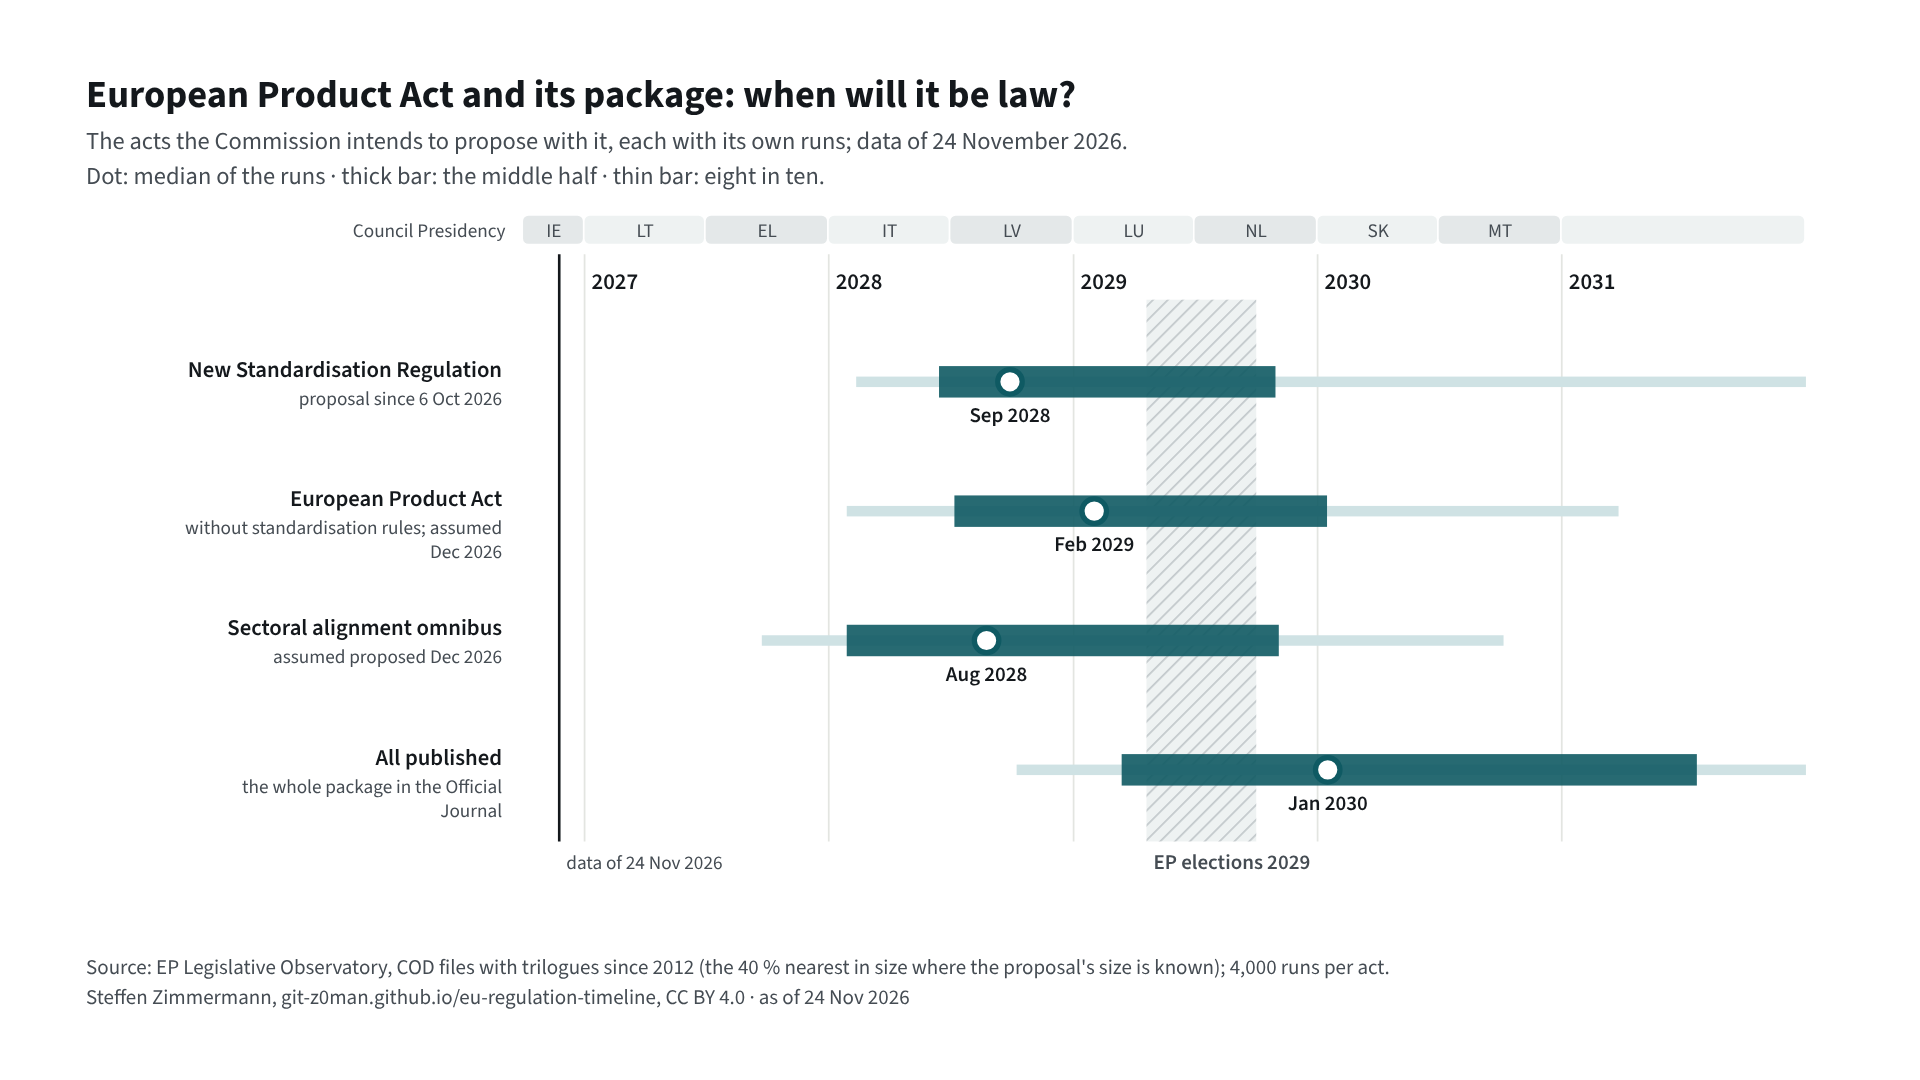 European Product Act and its package: when will it be law?
The acts the Commission intends to propose with it, each with its own runs; data of 24 November 2026.
Dot: median of the runs · thick bar: the middle half · thin bar: eight in ten.
Council Presidency IE LT EL IT LV LU NL SK MT
2027 2028 2029 2030 2031
New Standardisation Regulation
proposal since 6 Oct 2026
Sep 2028
European Product Act
without standardisation rules; assumed
Dec 2026
Feb 2029
Sectoral alignment omnibus
assumed proposed Dec 2026
Aug 2028
All published
the whole package in the Official
Journal
Jan 2030
data of 24 Nov 2026 EP elections 2029
Source: EP Legislative Observatory, COD files with trilogues since 2012 (the 40 % nearest in size where the proposal's size is known); 4,000 runs per act.
Steffen Zimmermann, git-z0man.github.io/eu-regulation-timeline, CC BY 4.0 · as of 24 Nov 2026